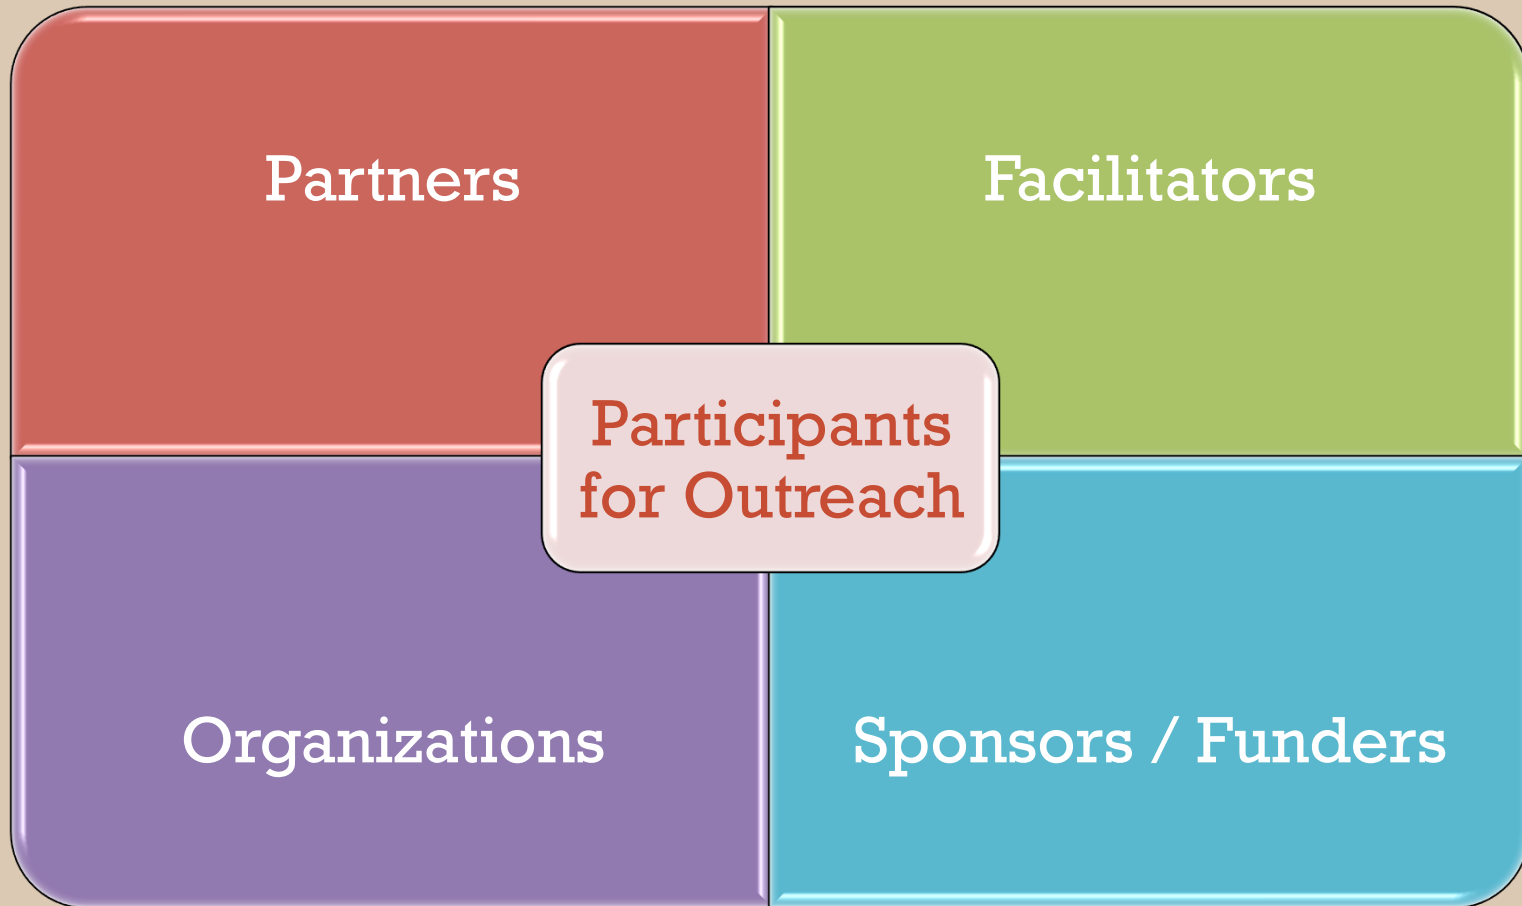 Partners
Facilitators
Participants
for Outreach
Organizations
Sponsors / Funders